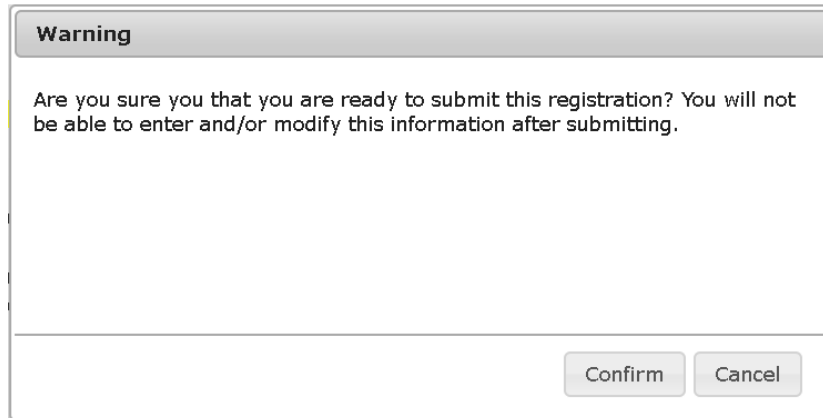 Warning
Are you sure you that you are ready to submit this registration? You will not
be able to enter and/or modify this information after submitting.
Confirm
Cancel